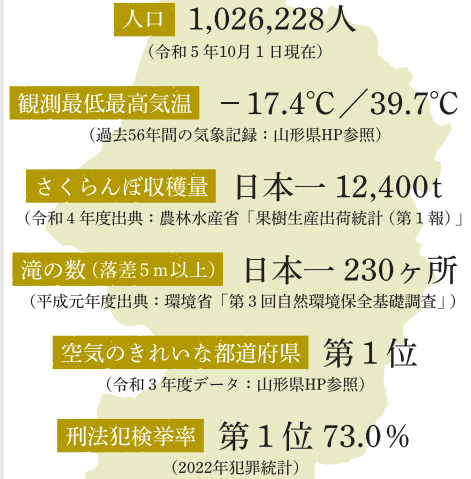 人口 1,026,228人
（令和５年10月１日現在）
観測最低最高気温 －17.4℃／39.7℃
（過去56年間の気象記録：山形県HP参照）
さくらんぼ収穫量 日本一 12,400t
（令和４年度出典：農林水産省「果樹生産出荷統計（第１報）」
滝の数（落差５ｍ以上） 日本一 230ヶ所
（平成元年度出典：環境省「第３回自然環境保全基礎調査」）
空気のきれいな都道府県 第１位
（令和３年度データ：山形県HP参照）
刑法犯検挙率 第１位 73.0％
（2022年犯罪統計）